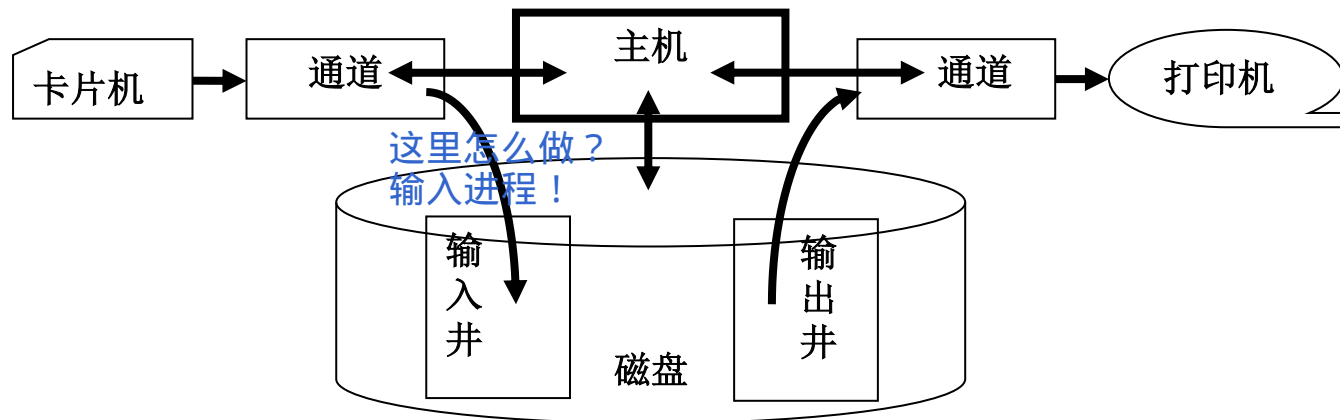 卡片机
通道
主机
通道
打印机
这里怎么做？
输入进程！
输入井
输出井
磁盘